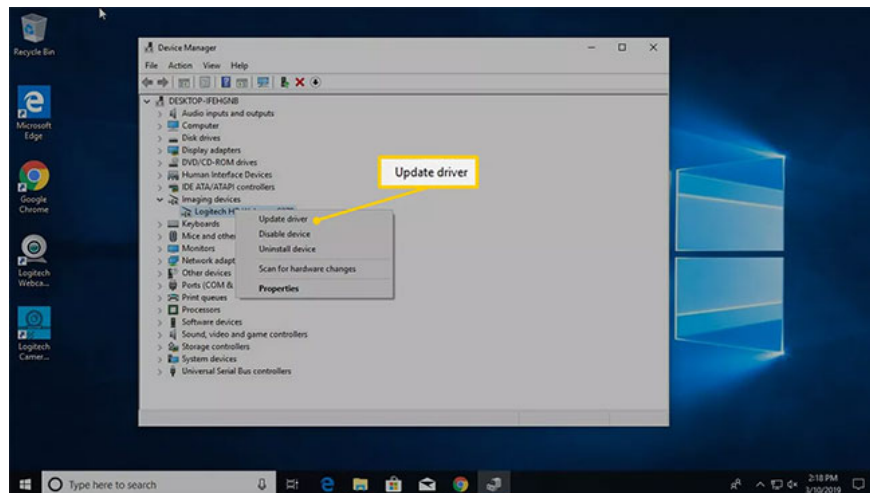 Recycle Bin
Microsoft
Edge
Google
Chrome
Logitech
Webca...
Logitech
Camer...
Device Manager
File Action View Help
DESKTOP-IFEHGNB
Audio inputs and outputs
Computer
Disk drives
Display adapters
DVD/CD-ROM drives
Human Interface Devices
IDE ATA/ATAPI controllers
Imaging devices
Logitech
Keyboards
Mice and other
Monitors
Network adapt
Other devices
Ports (COM &
Print queues
Processors
Software devices
Sound, video and game controllers
Storage controllers
System devices
Universal Serial Bus controllers
Update driver
Disable device
Uninstall device
Scan for hardware changes
Properties
Update driver
Type here to search
2:18 PM
3/10/2019